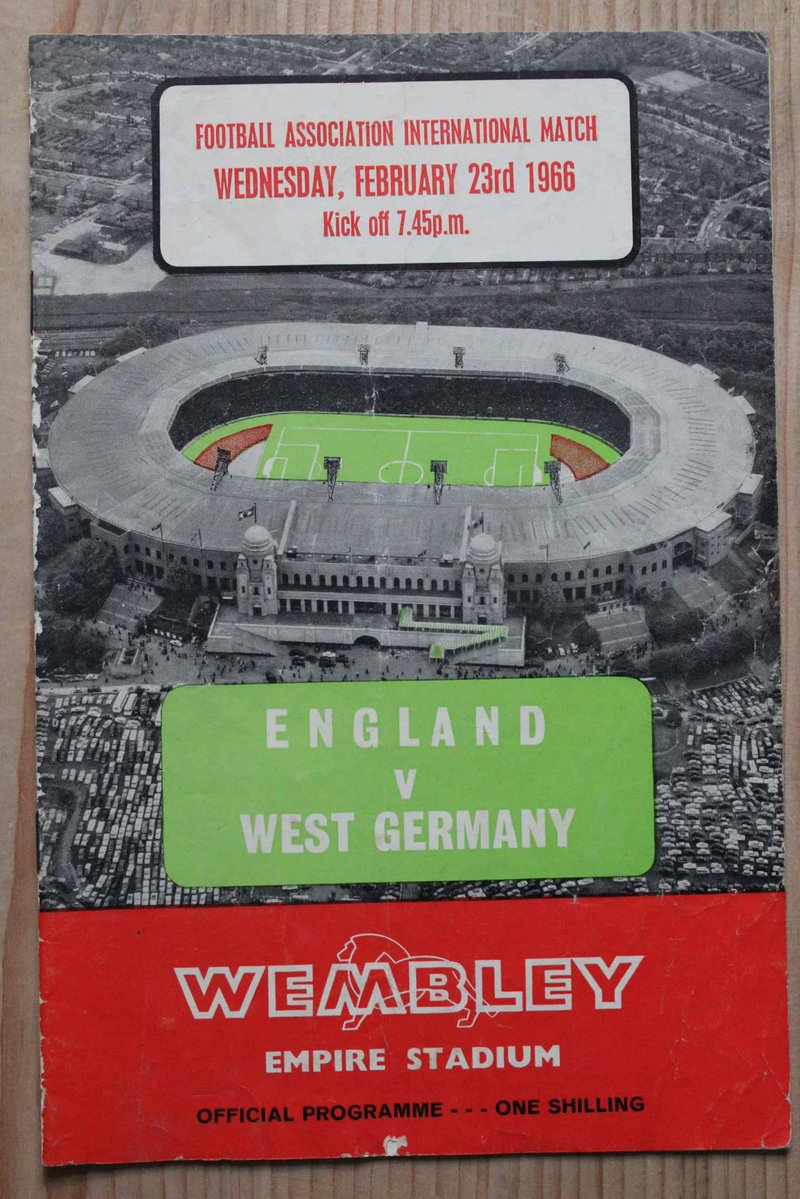 FOOTBALL ASSOCIATION INTERNATIONAL MATCH
WEDNESDAY, FEBRUARY 23rd 1966
Kick off 7.45p.m.
ENGLAND
V
WEST GERMANY
WEMBLEY
EMPIRE STADIUM
OFFICIAL PROGRAMME - - - ONE SHILLING